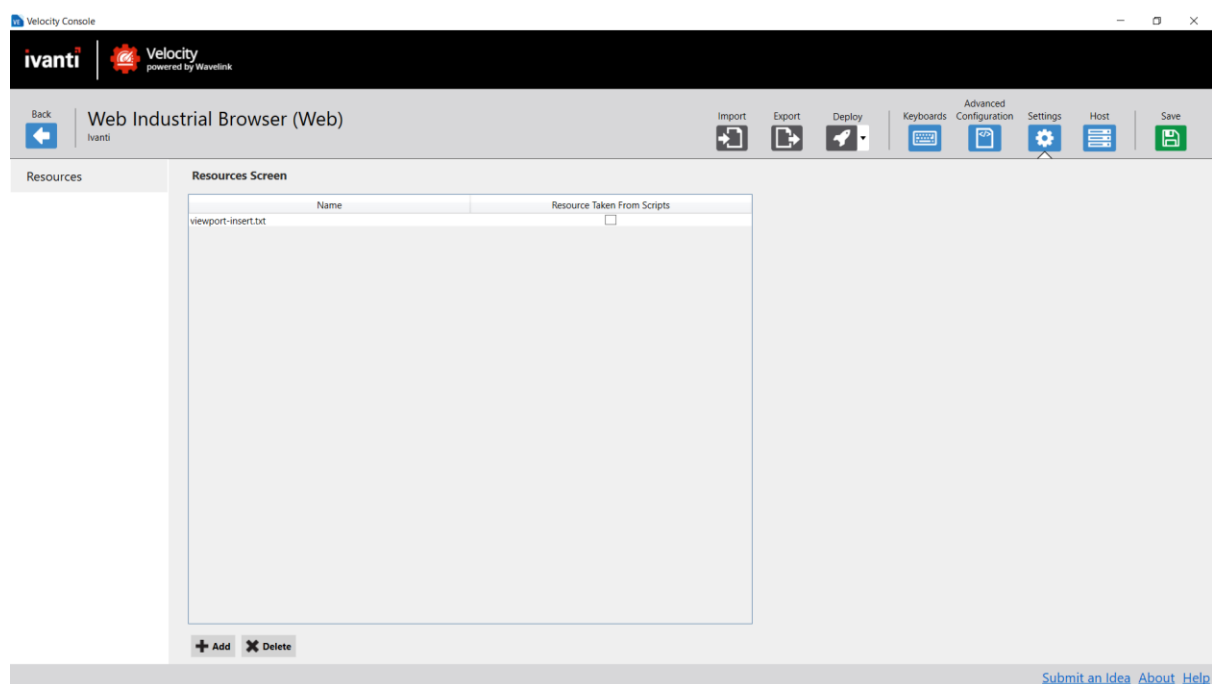 VE Velocity Console
ivanti
Velocity
powered by Wavelink
Back
Web Industrial Browser (Web)
Ivanti
Import Export Deploy Keyboards Advanced Configuration Settings Host Save
Resources
Resources Screen
Name Resource Taken From Scripts
viewport-insert.txt
Add Delete
Submit an Idea About Help